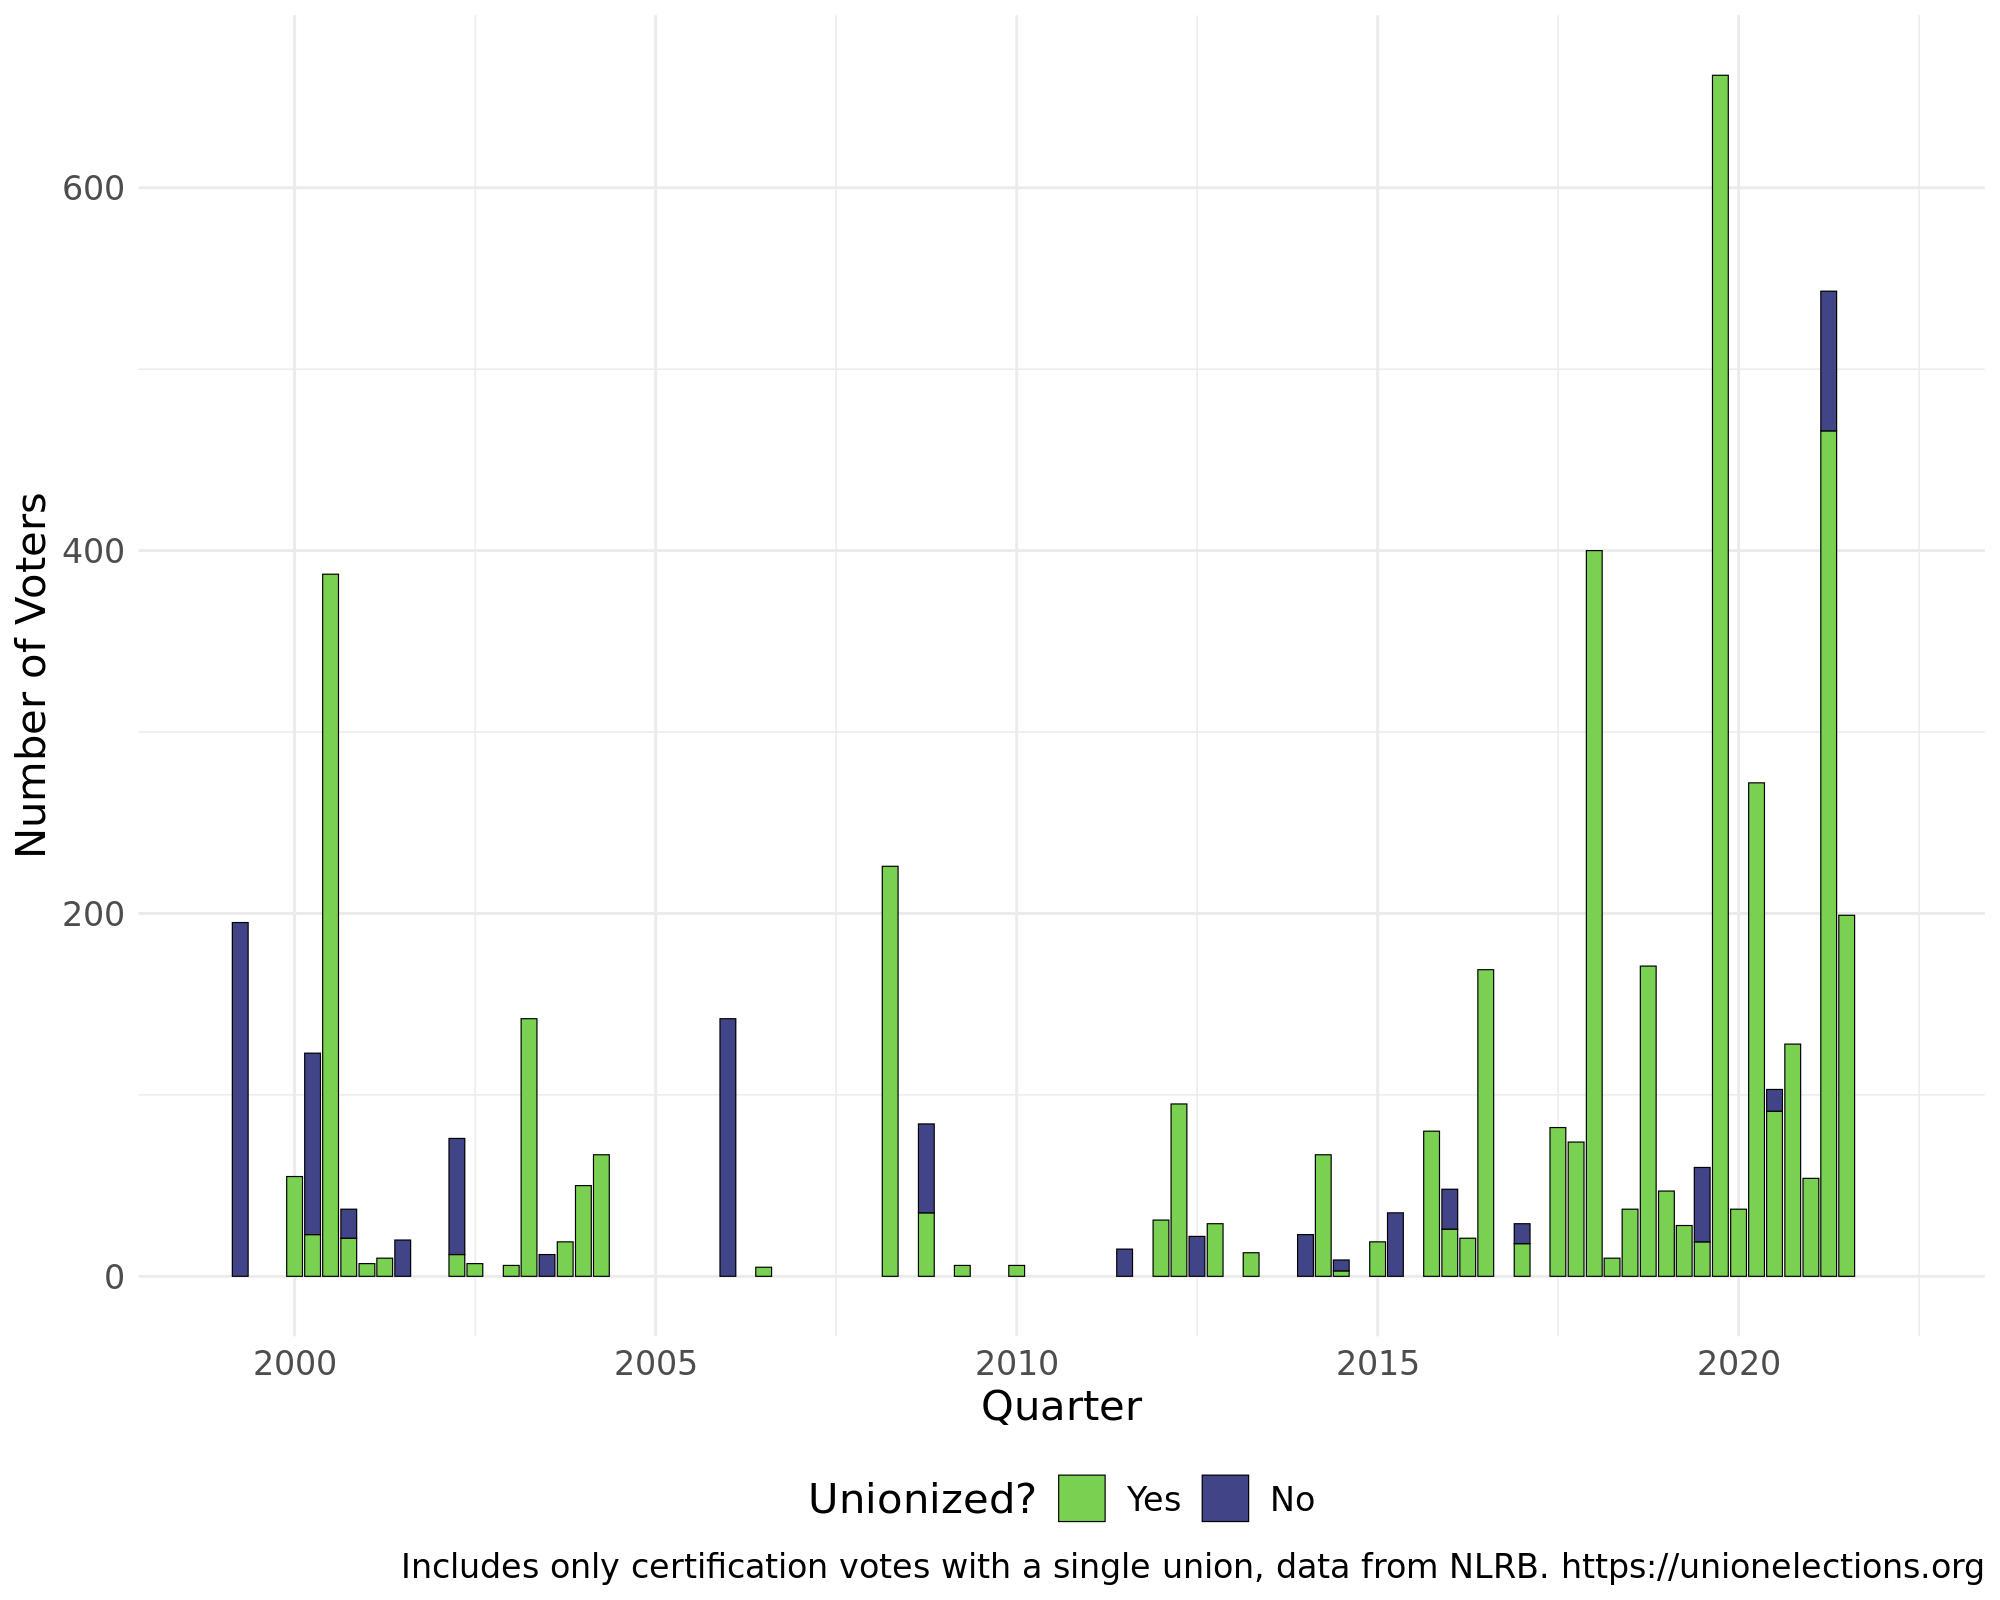 600
400
200
0
Number of Voters
2000 2005 2010 2015 2020
Quarter
Unionized? Yes No
Includes only certification votes with a single union, data from NLRB. https://unionelections.org